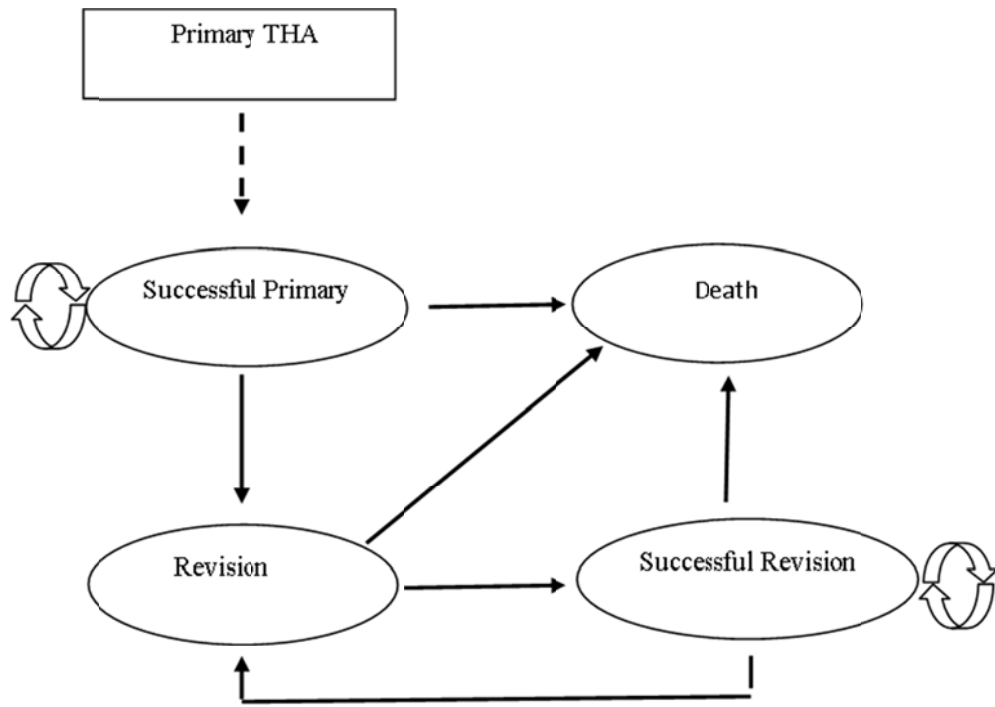 Primary THA
Successful Primary
Death
Revision
Successful Revision